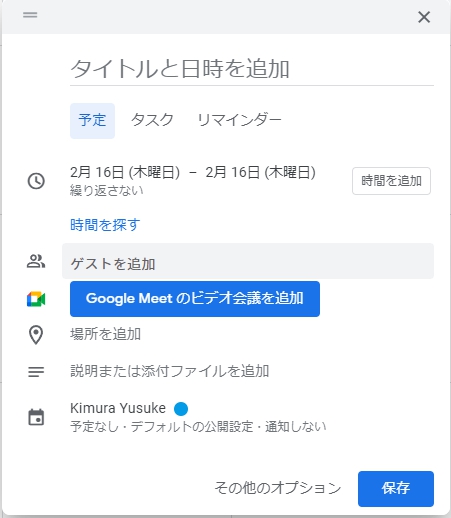 タイトルと日時を追加
予定 タスク リマインダー
2月 16日 (木曜日) – 2月 16日 (木曜日) 時間を追加
繰り返さない
時間を探す
ゲストを追加
Google Meet のビデオ会議を追加
場所を追加
説明または添付ファイルを追加
Kimura Yusuke
予定なし・デフォルトの公開設定・通知しない
その他のオプション 保存